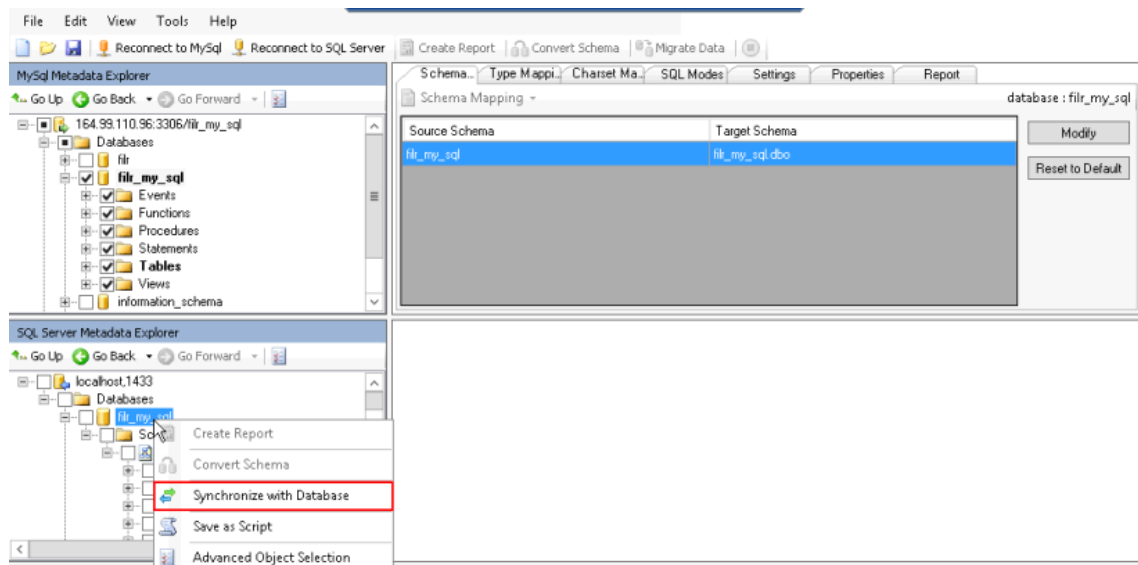 File Edit View Tools Help
Reconnect to MySql Reconnect to SQL Server Create Report Convert Schema Migrate Data
MySql Metadata Explorer
Go Up Go Back Go Forward
164.99.110.96:3306/filr_my_sql
Databases
filr
filr_my_sql
Events
Functions
Procedures
Statements
Tables
Views
information_schema
Schema... Type Mappi... Charset Ma... SQL Modes Settings Properties Report
Schema Mapping database : filr_my_sql
Source Schema Target Schema
filr_my_sql filr_my_sql.dbo
Modify
Reset to Default
SQL Server Metadata Explorer
Go Up Go Back Go Forward
localhost,1433
Databases
filr_my_sql
Create Report
Convert Schema
Synchronize with Database
Save as Script
Advanced Object Selection